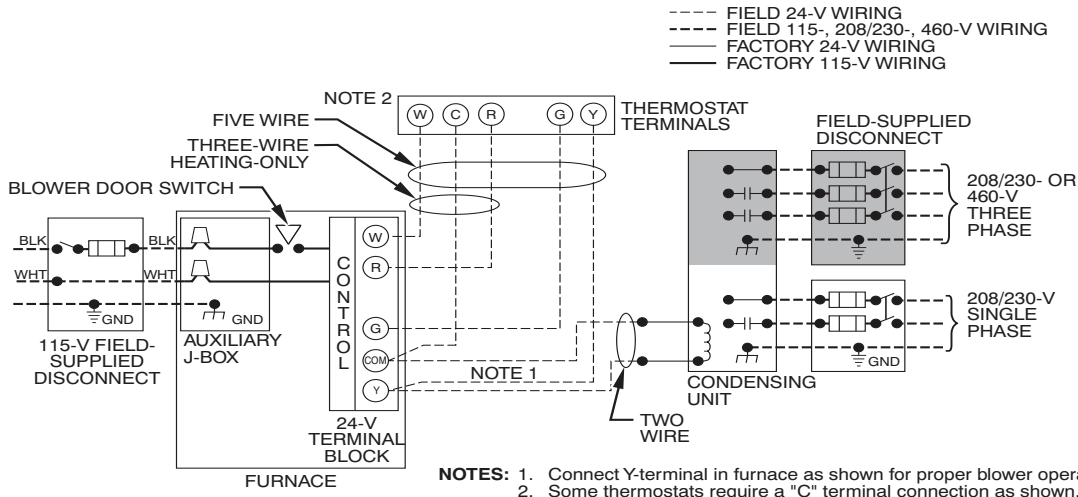 FIELD 24-V WIRING
FIELD 115-, 208/230-, 460-V WIRING
FACTORY 24-V WIRING
FACTORY 115-V WIRING
NOTE 2
W C R G Y
THERMOSTAT
TERMINALS
FIVE WIRE
THREE-WIRE
HEATING-ONLY
BLOWER DOOR SWITCH
FIELD-SUPPLIED
DISCONNECT
208/230- OR
460-V
THREE
PHASE
BLK
BLK
WHT
WHT
GND
GND
115-V FIELD-
SUPPLIED
DISCONNECT
AUXILIARY
J-BOX
CONTROL
W
R
G
COM
Y
NOTE 1
24-V
TERMINAL
BLOCK
FURNACE
TWO
WIRE
CONDENSING
UNIT
GND
208/230-V
SINGLE
PHASE
NOTES: 1. Connect Y-terminal in furnace as shown for proper blower opera
2. Some thermostats require a "C" terminal connection as shown.